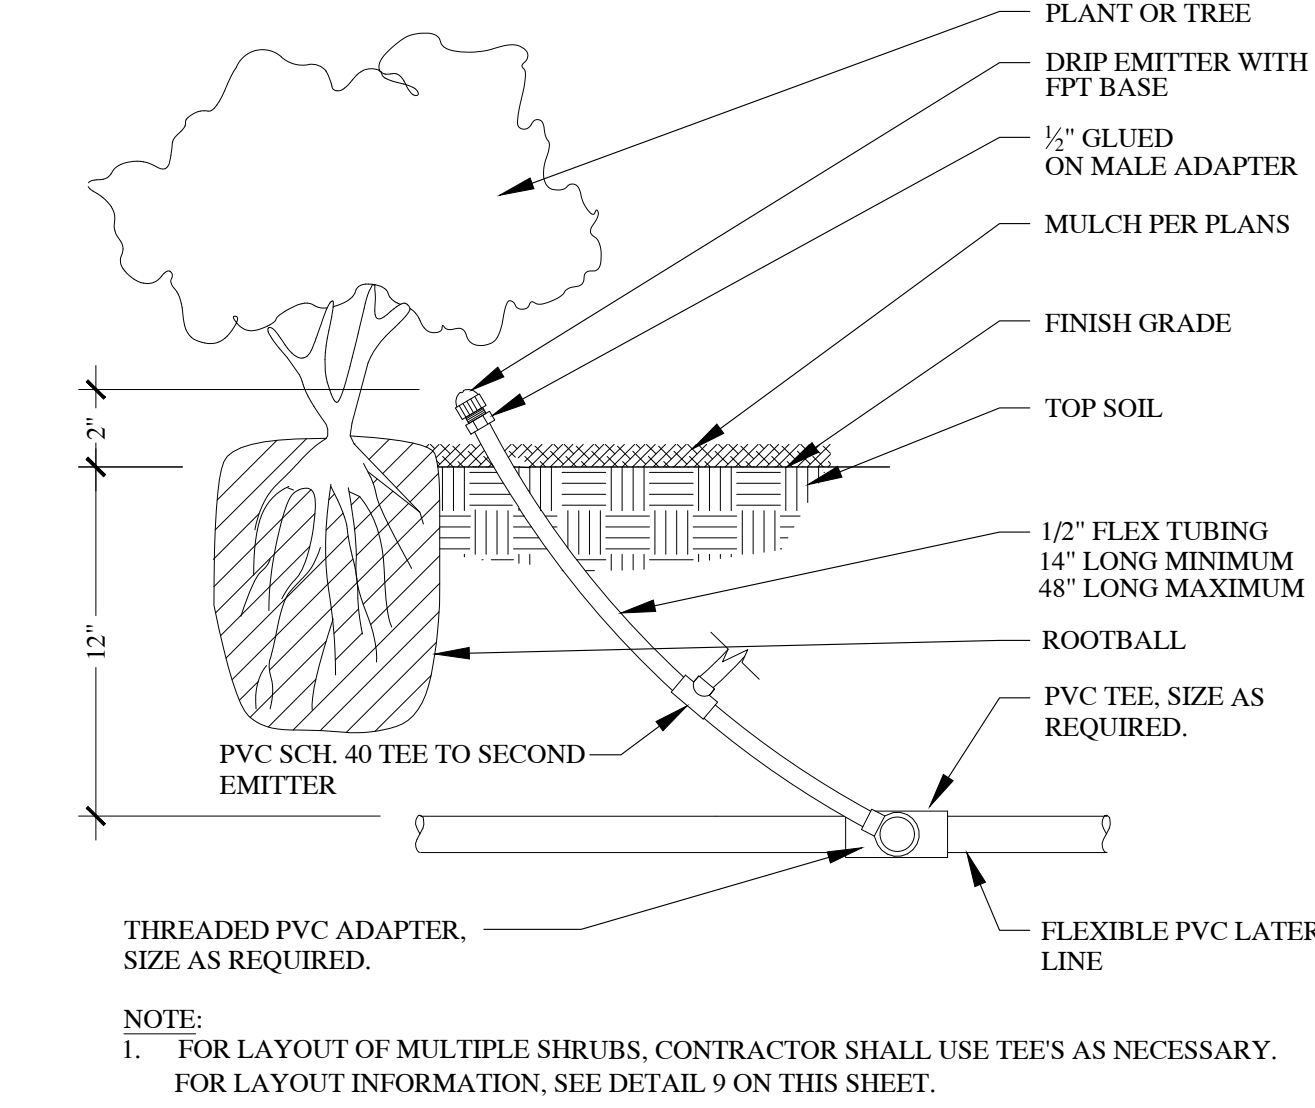 PLANT OR TREE
DRIP EMITTER WITH
FPT BASE
½" GLUED
ON MALE ADAPTER
MULCH PER PLANS
FINISH GRADE
TOP SOIL
2"
12"
1/2" FLEX TUBING
14" LONG MINIMUM
48" LONG MAXIMUM
ROOTBALL
PVC TEE, SIZE AS
REQUIRED.
PVC SCH. 40 TEE TO SECOND
EMITTER
THREADED PVC ADAPTER,
SIZE AS REQUIRED.
FLEXIBLE PVC LATER
LINE
NOTE:
1. FOR LAYOUT OF MULTIPLE SHRUBS, CONTRACTOR SHALL USE TEE'S AS NECESSARY.
FOR LAYOUT INFORMATION, SEE DETAIL 9 ON THIS SHEET.